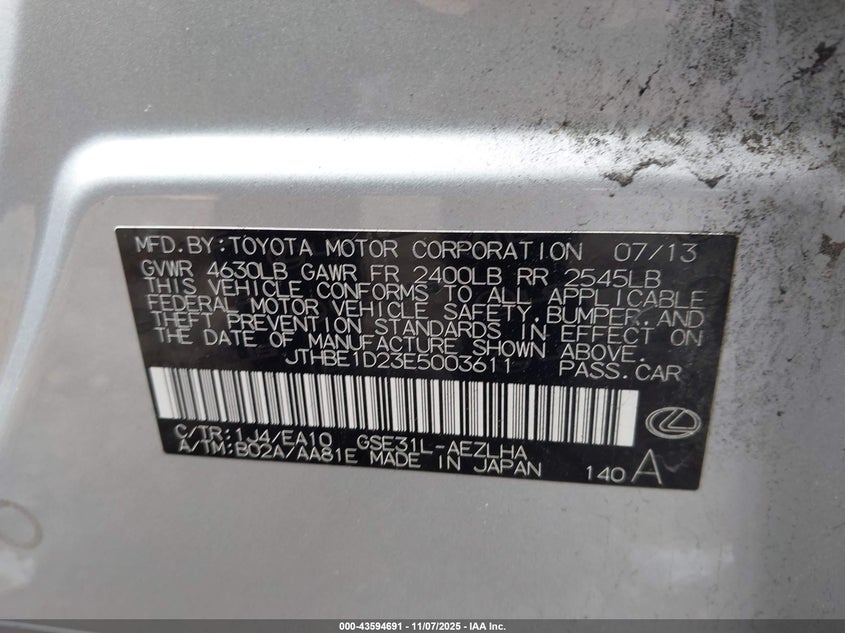 MFD.BY:TOYOTA MOTOR CORPORATION 07/13
GVWR 4630LB GAWR FR 2400LB RR 2545LB
THIS VEHICLE CONFORMS TO ALL APPLICABLE
FEDERAL MOTOR VEHICLE SAFETY,BUMPER,AND
THEFT PREVENTION STANDARDS IN EFFECT ON
THE DATE OF MANUFACTURE SHOWN ABOVE.
JTHBE1D23E5003611 PASS.CAR
C/TR:1J4/EA10 GSE31L-AEZLHA
A/TM:B02A/AA81E MADE IN JAPAN 140 A
000-43594691 - 11/07/2025 - IAA Inc.